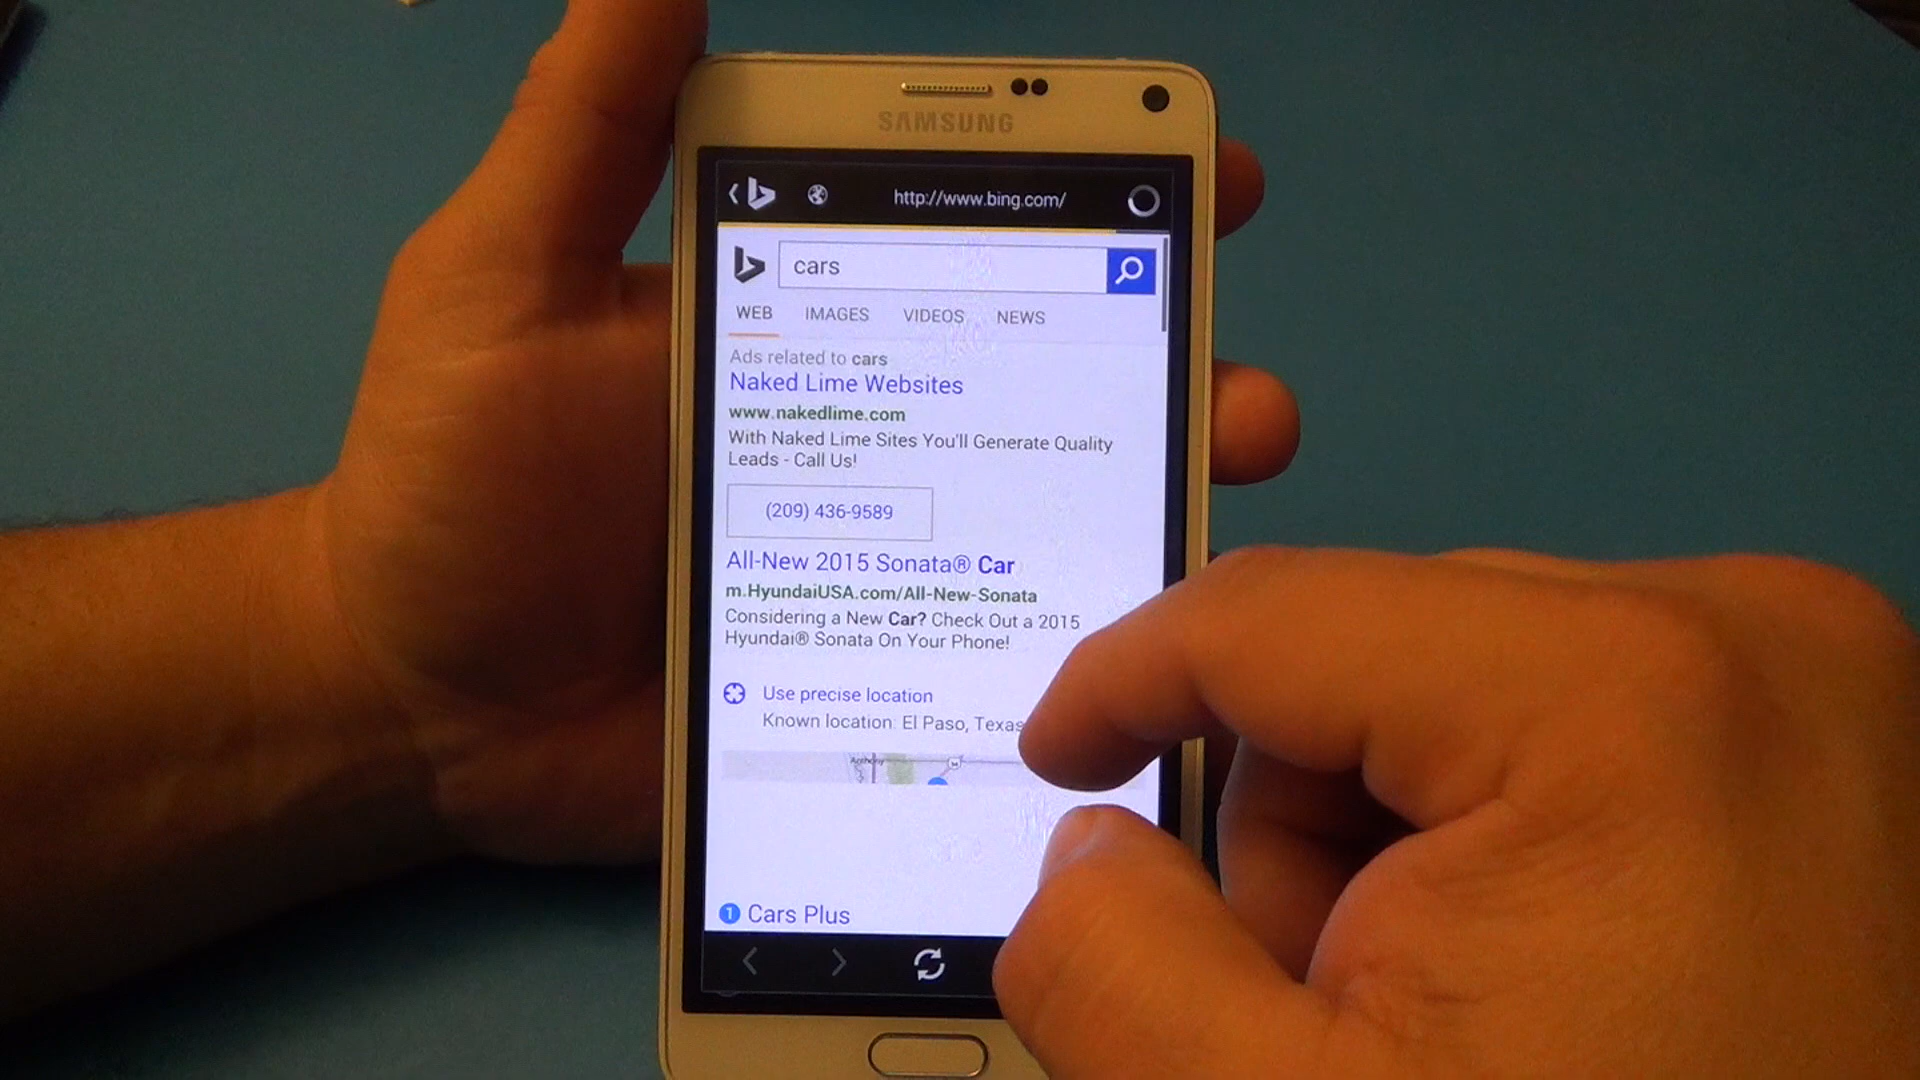 SAMSUNG
http://www.bing.com/
cars
WEB IMAGES VIDEOS NEWS
Ads related to cars
Naked Lime Websites
www.nakedlime.com
With Naked Lime Sites You'll Generate Quality
Leads - Call Us!
(209) 436-9589
All-New 2015 Sonata® Car
m.HyundaiUSA.com/All-New-Sonata
Considering a New Car? Check Out a 2015
Hyundai® Sonata On Your Phone!
Use precise location
Known location: El Paso, Texas
Anthony
1 Cars Plus